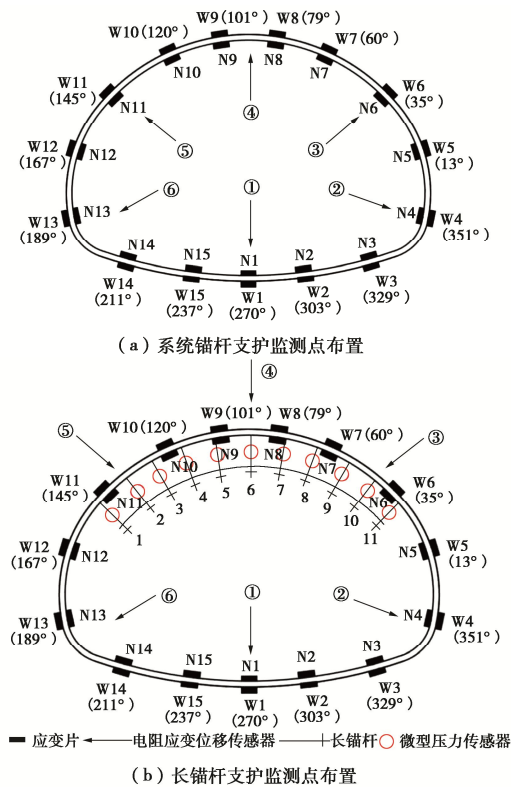 W9(101°) W8(79°)
W10(120°) W7(60°)
N10 N9 N8 N7
W11
(145°)
W6
(35°)
N11 ④ N6
⑤ ③
W12
(167°)
N12 N5
W5
(13°)
⑥ ① ②
W13
(189°)
N13 N4
W4
(351°)
N14 N15 N1 N2 N3
W14
(211°)
W15
(237°)
W1
(270°)
W2
(303°)
W3
(329°)
(a)系统锚杆支护监测点布置
④
W9(101°) W8(79°)
W10(120°) W7(60°)
⑤ ③
N10 N9 N8 N7
W11
(145°)
W6
(35°)
N11 N6
1 2 3 4 5 6 7 8 9 10 11
W12
(167°)
N12 N5
W5
(13°)
⑥ ① ②
W13
(189°)
N13 N4
W4
(351°)
N14 N15 N1 N2 N3
W14
(211°)
W15
(237°)
W1
(270°)
W2
(303°)
W3
(329°)
应变片 电阻应变位移传感器 长锚杆 微型压力传感器
(b)长锚杆支护监测点布置